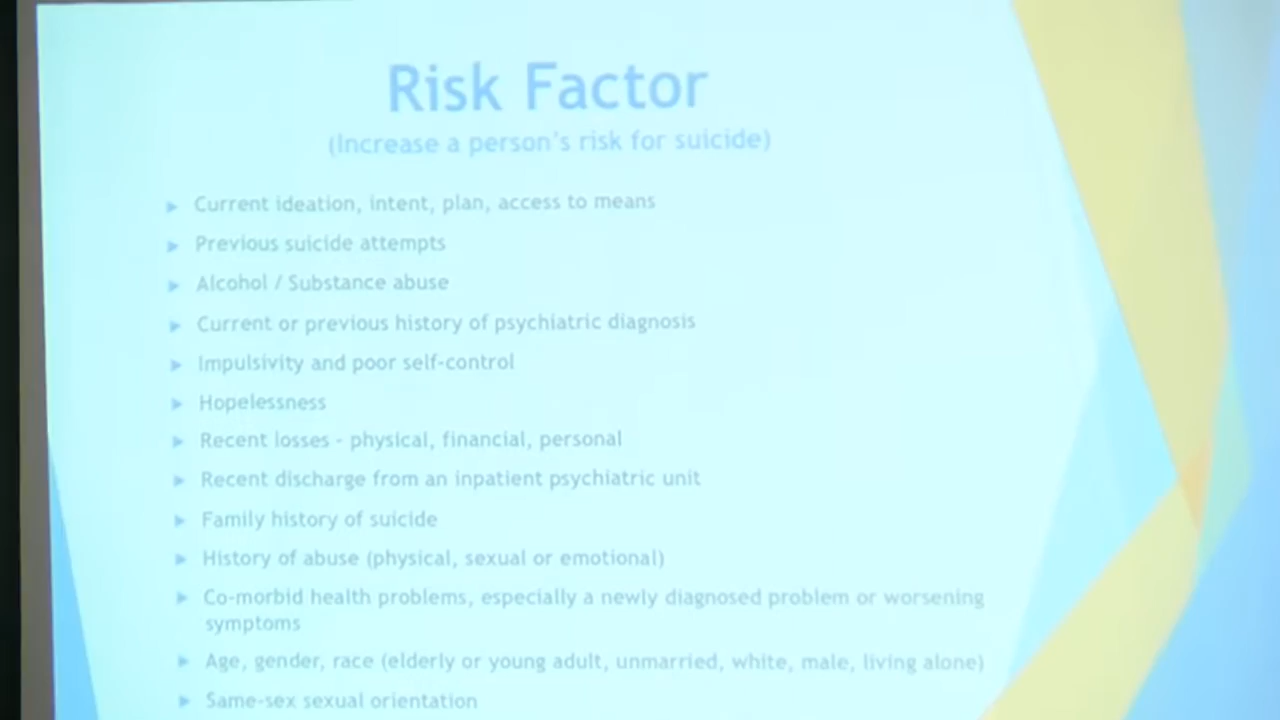 Risk Factor
(Increase a person's risk for suicide)
Current ideation, intent, plan, access to means
Previous suicide attempts
Alcohol / Substance abuse
Current or previous history of psychiatric diagnosis
Impulsivity and poor self-control
Hopelessness
Recent losses - physical, financial, personal
Recent discharge from an inpatient psychiatric unit
Family history of suicide
History of abuse (physical, sexual or emotional)
Co-morbid health problems, especially a newly diagnosed problem or worsening
symptoms
Age, gender, race (elderly or young adult, unmarried, white, male, living alone)
Same-sex sexual orientation